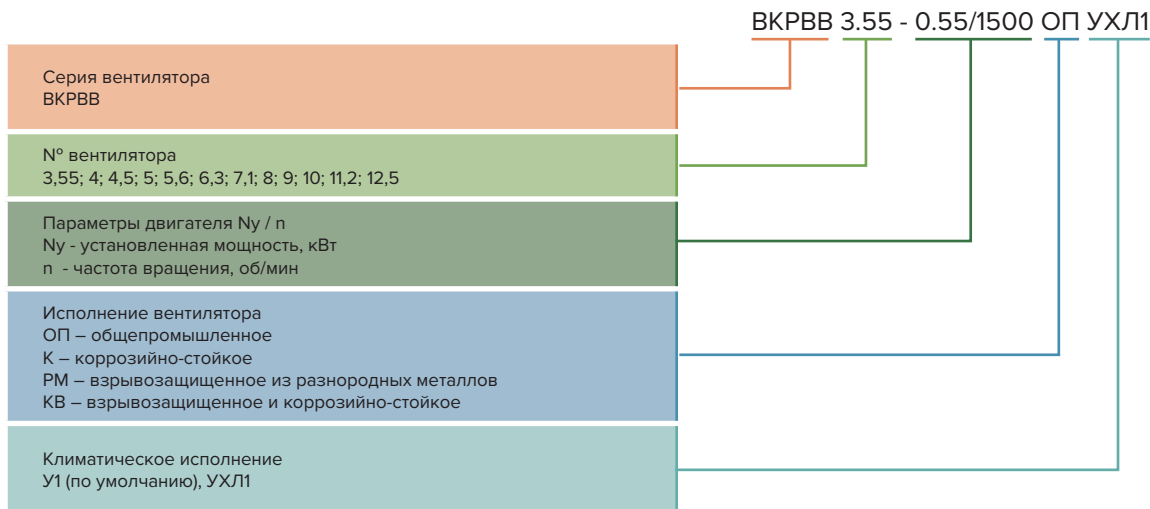 ВКРВВ 3.55 - 0.55/1500 ОП УХЛ1
Серия вентилятора
ВКРВВ
Nº вентилятора
3,55; 4; 4,5; 5; 5,6; 6,3; 7,1; 8; 9; 10; 11,2; 12,5
Параметры двигателя Ny / n
Ny - установленная мощность, кВт
n - частота вращения, об/мин
Исполнение вентилятора
ОП – общепромышленное
К – коррозийно-стойкое
РМ – взрывозащищенное из разнородных металлов
КВ – взрывозащищенное и коррозийно-стойкое
Климатическое исполнение
У1 (по умолчанию), УХЛ1